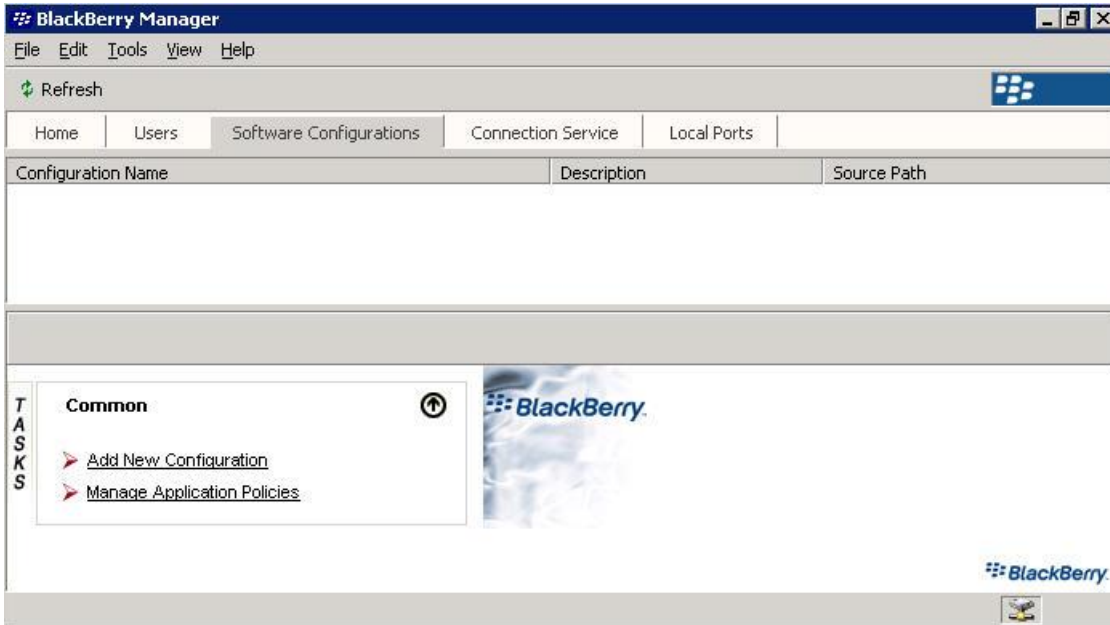 BlackBerry Manager
File Edit Tools View Help
Refresh
Home Users Software Configurations Connection Service Local Ports
Configuration Name Description Source Path
TASKS
Common
Add New Configuration
Manage Application Policies
BlackBerry.
BlackBerry.